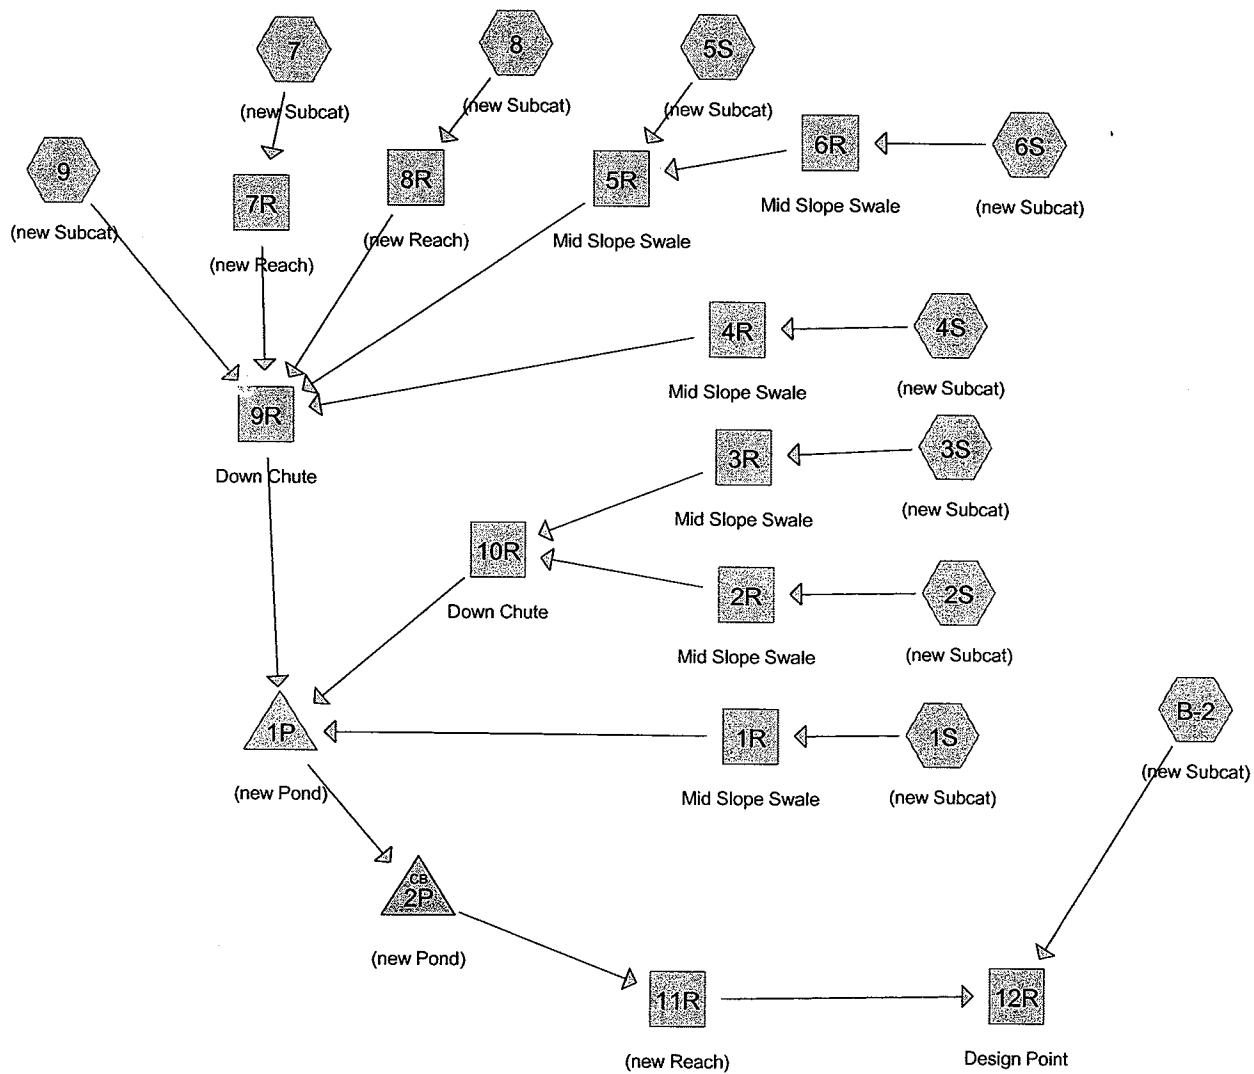 7
8
5S
(new Subcat)
(new Subcat)
(new Subcat)
9
7R
8R
5R
6R
6S
(new Subcat)
(new Reach)
(new Reach)
Mid Slope Swale
Mid Slope Swale
(new Subcat)
4R
4S
Mid Slope Swale
(new Subcat)
9R
Down Chute
3R
3S
Mid Slope Swale
(new Subcat)
10R
Down Chute
2R
2S
Mid Slope Swale
(new Subcat)
1P
(new Pond)
1R
1S
Mid Slope Swale
(new Subcat)
B-2
(new Subcat)
CB
2P
(new Pond)
11R
(new Reach)
12R
Design Point